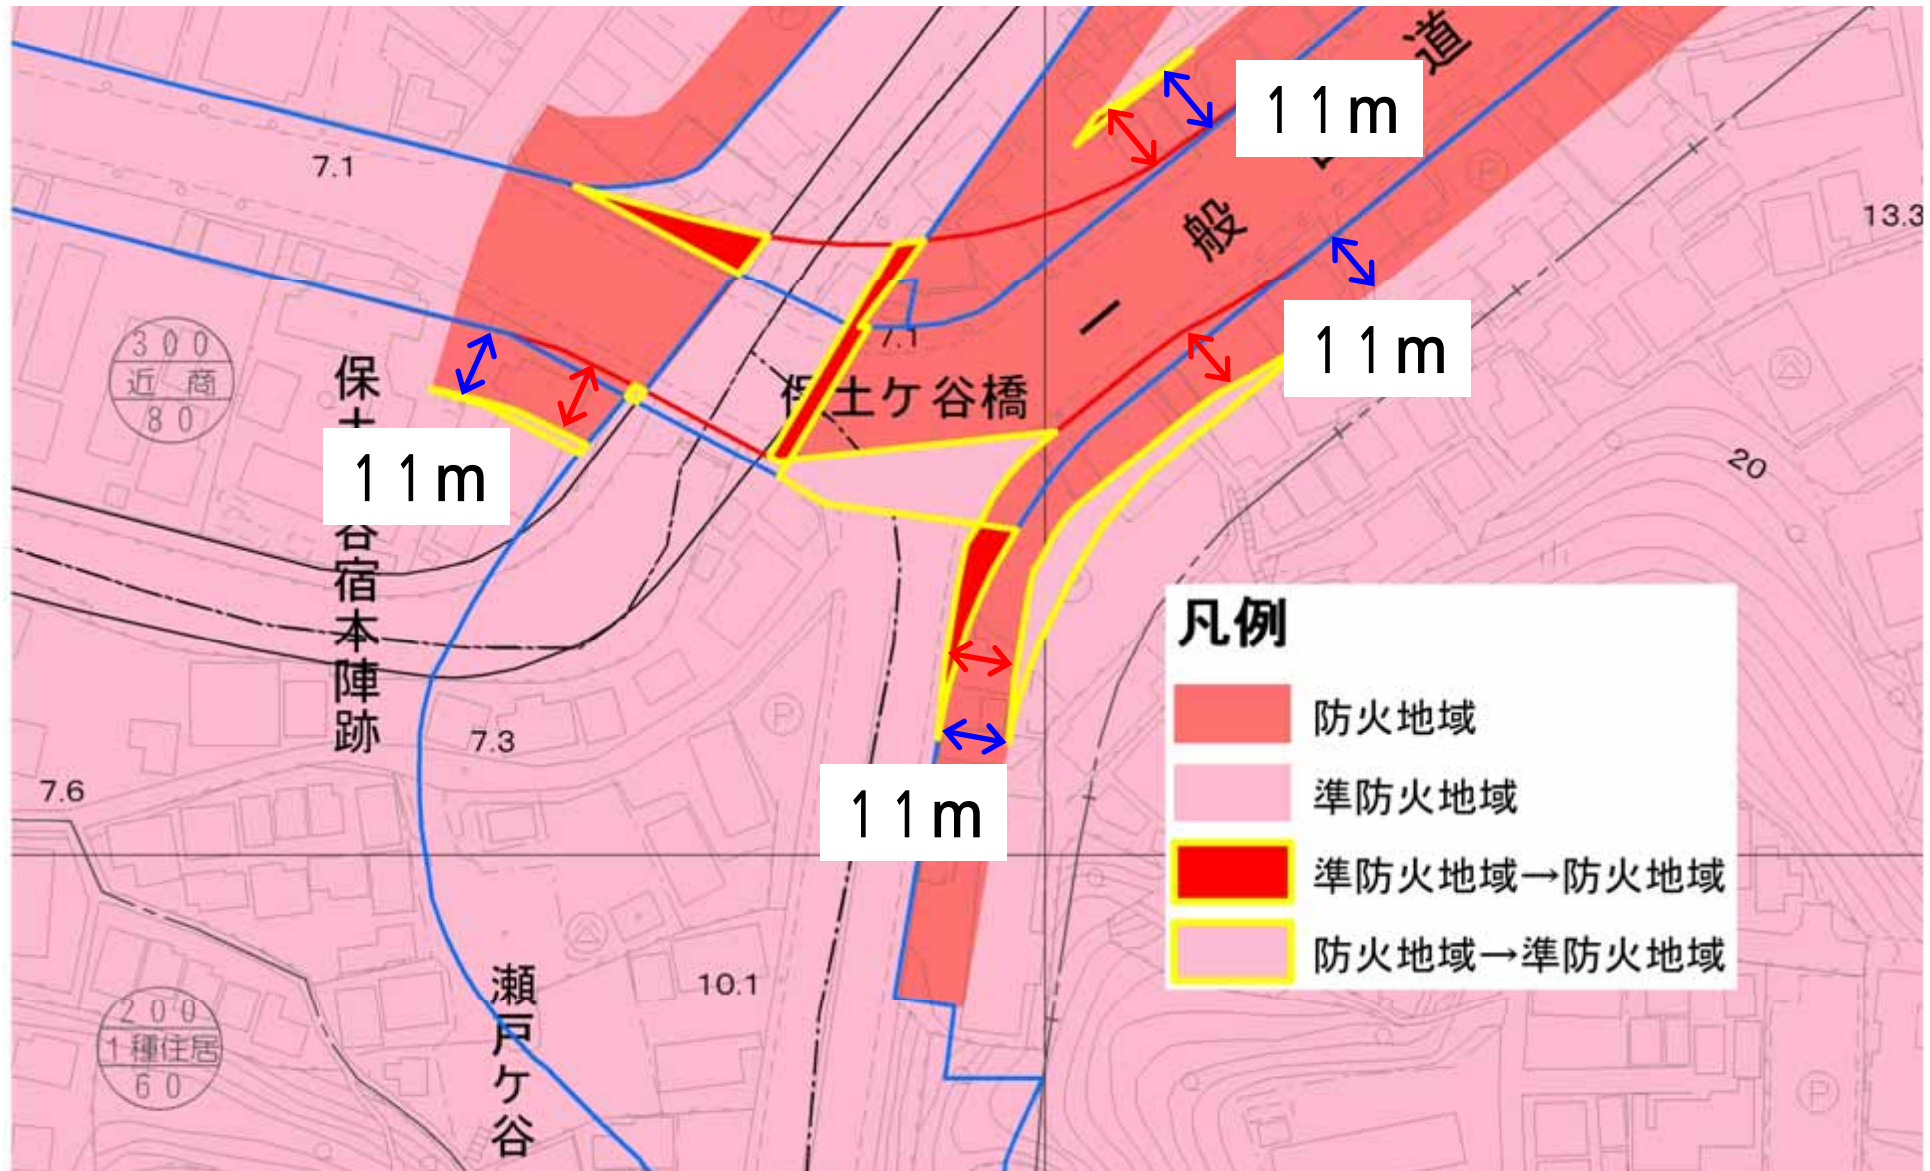 道
11m
7.1
般
13.3
一
300
近商
80
7.1
11m
保土ケ谷橋
保土
谷宿本陣跡
11m
20
凡例
防火地域
準防火地域
準防火地域→防火地域
防火地域→準防火地域
7.3
7.6
11m
瀬戸ケ谷
10.1
200
1種住居
60
P
P
P